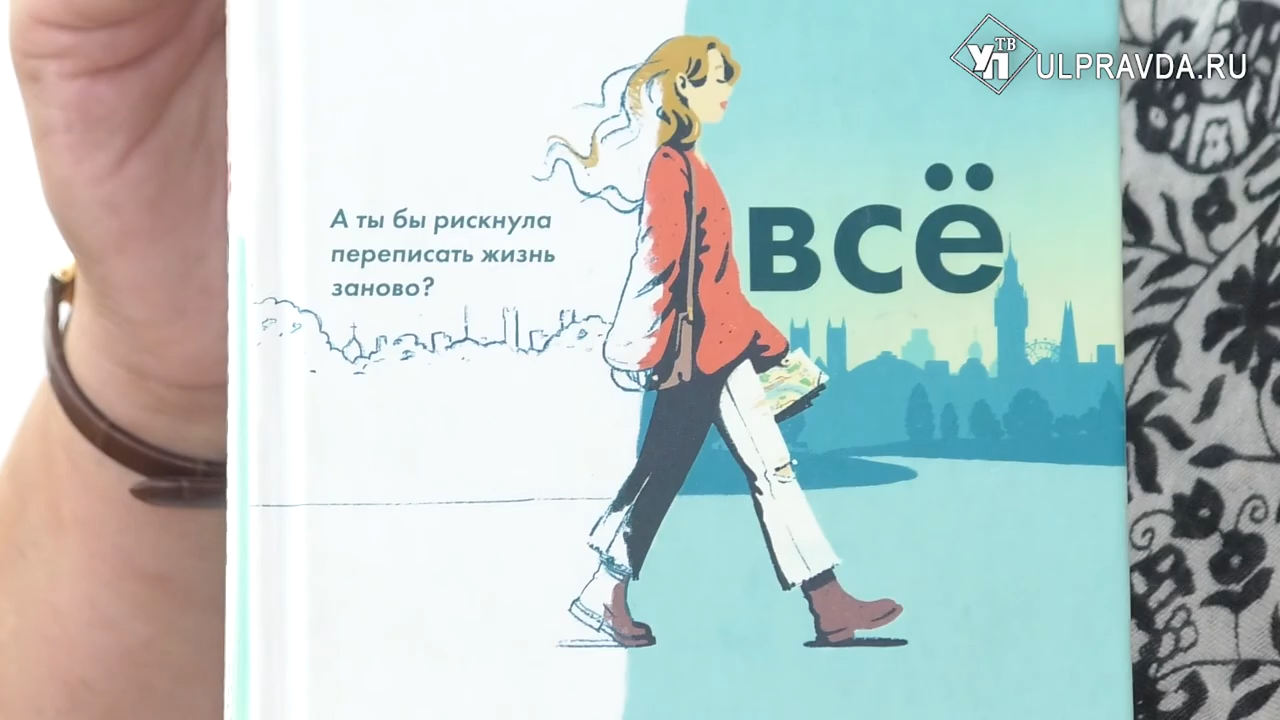 УП ТВ ULPRAVDA.RU
А ты бы рискнула
переписать жизнь
заново?
всё